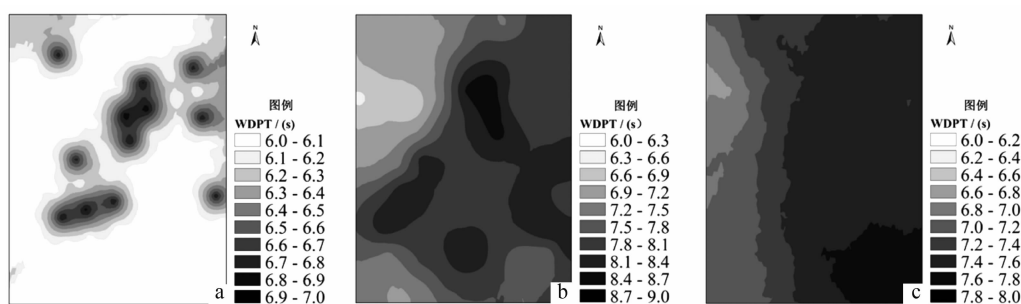 N
图例
WDPT / (s)
6.0 - 6.1
6.1 - 6.2
6.2 - 6.3
6.3 - 6.4
6.4 - 6.5
6.5 - 6.6
6.6 - 6.7
6.7 - 6.8
6.8 - 6.9
6.9 - 7.0
a
N
图例
WDPT / (s）
6.0 - 6.3
6.3 - 6.6
6.6 - 6.9
6.9 - 7.2
7.2 - 7.5
7.5 - 7.8
7.8 - 8.1
8.1 - 8.4
8.4 - 8.7
8.7 - 9.0
b
N
图例
WDPT / (s)
6.0 - 6.2
6.2 - 6.4
6.4 - 6.6
6.6 - 6.8
6.8 - 7.0
7.0 - 7.2
7.2 - 7.4
7.4 - 7.6
7.6 - 7.8
7.8 - 8.0
c